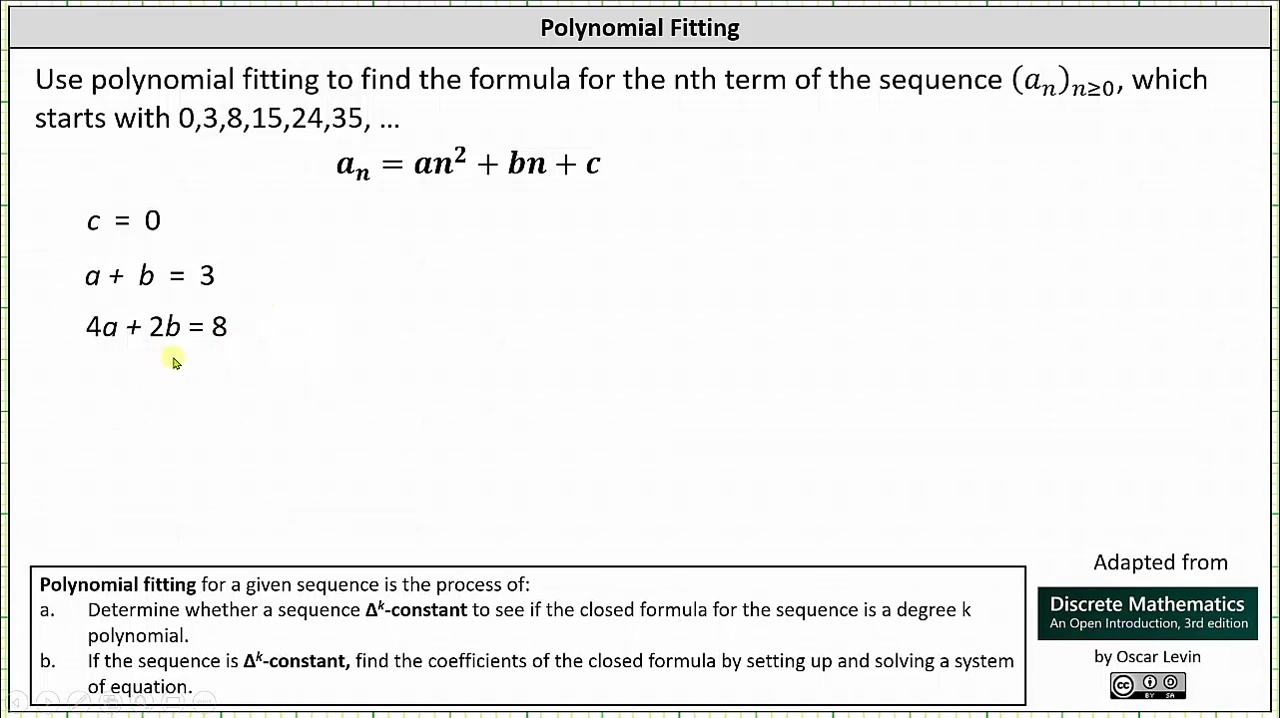 Polynomial Fitting
Use polynomial fitting to find the formula for the nth term of the sequence (aₙ)ₙ≥₀, which
starts with 0,3,8,15,24,35, ...
aₙ = an² + bn + c
c = 0
a + b = 3
4a + 2b = 8
Polynomial fitting for a given sequence is the process of:
a. Determine whether a sequence Δᵏ-constant to see if the closed formula for the sequence is a degree k
polynomial.
b. If the sequence is Δᵏ-constant, find the coefficients of the closed formula by setting up and solving a system
of equation.
Adapted from
Discrete Mathematics
An Open Introduction, 3rd edition
by Oscar Levin
cc
BY SA